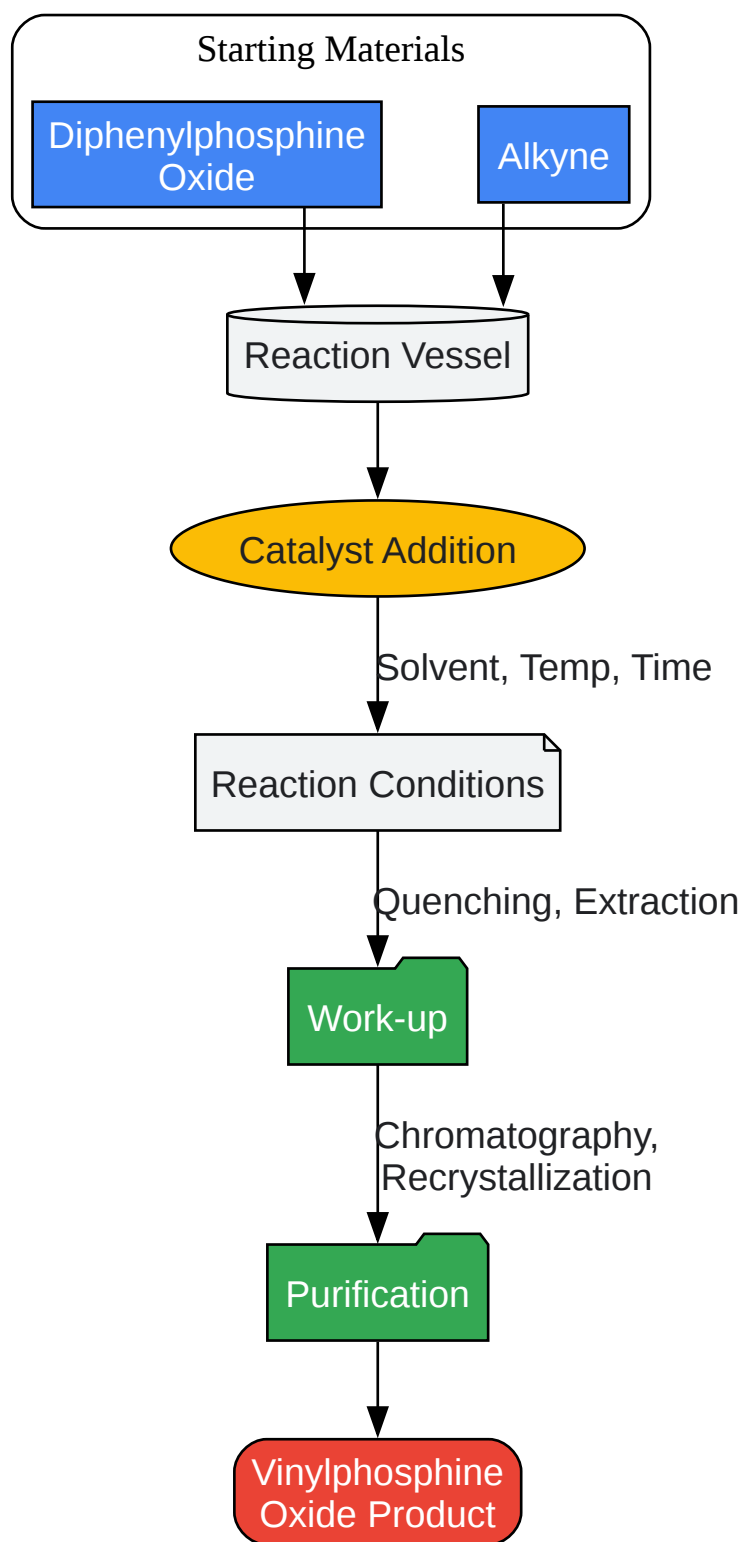 Starting Materials
Diphenylphosphine
Oxide
Alkyne
Reaction Vessel
Catalyst Addition
Solvent, Temp, Time
Reaction Conditions
Quenching, Extraction
Work-up
Chromatography,
Recrystallization
Purification
Vinylphosphine
Oxide Product